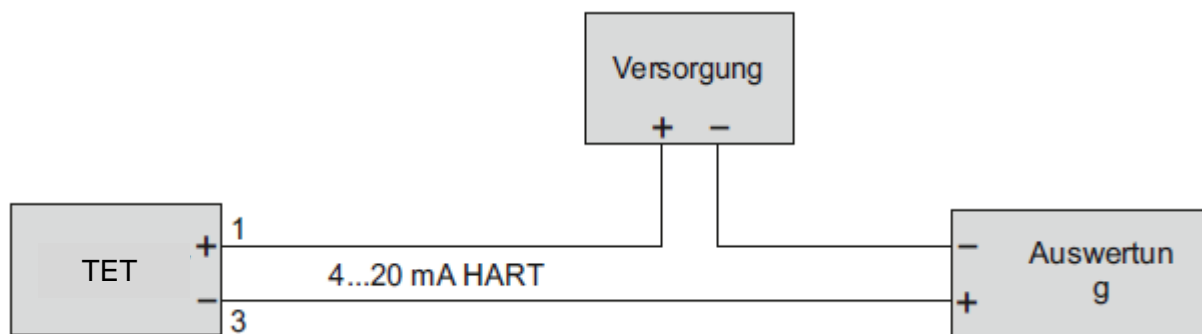 Versorgung
+ −
1
+
TET
4...20 mA HART
−
3
−
Auswertun
g
+